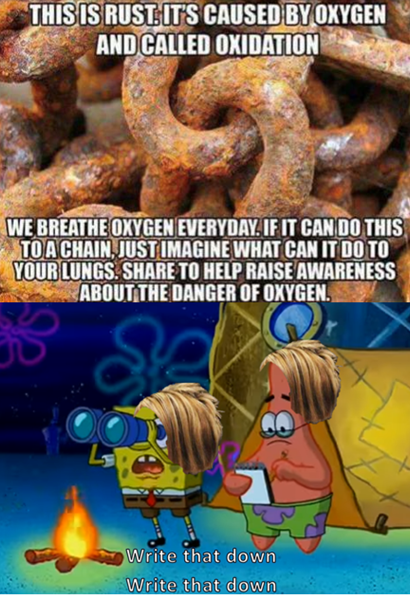 THIS IS RUST. IT'S CAUSED BY OXYGEN
AND CALLED OXIDATION
WE BREATHE OXYGEN EVERYDAY. IF IT CAN DO THIS
TO A CHAIN, JUST IMAGINE WHAT CAN IT DO TO
YOUR LUNGS. SHARE TO HELP RAISE AWARENESS
ABOUT THE DANGER OF OXYGEN.
Write that down
Write that down